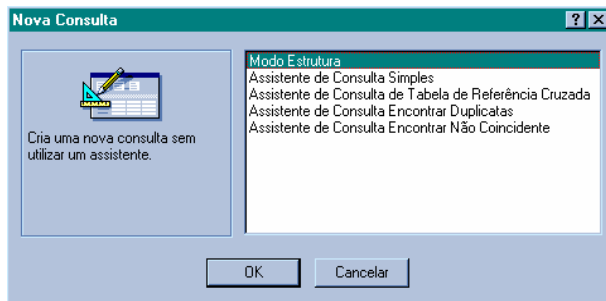 Nova Consulta
Modo Estrutura
Assistente de Consulta Simples
Assistente de Consulta de Tabela de Referência Cruzada
Assistente de Consulta Encontrar Duplicatas
Assistente de Consulta Encontrar Não Coincidente
Cria uma nova consulta sem
utilizar um assistente.
OK
Cancelar